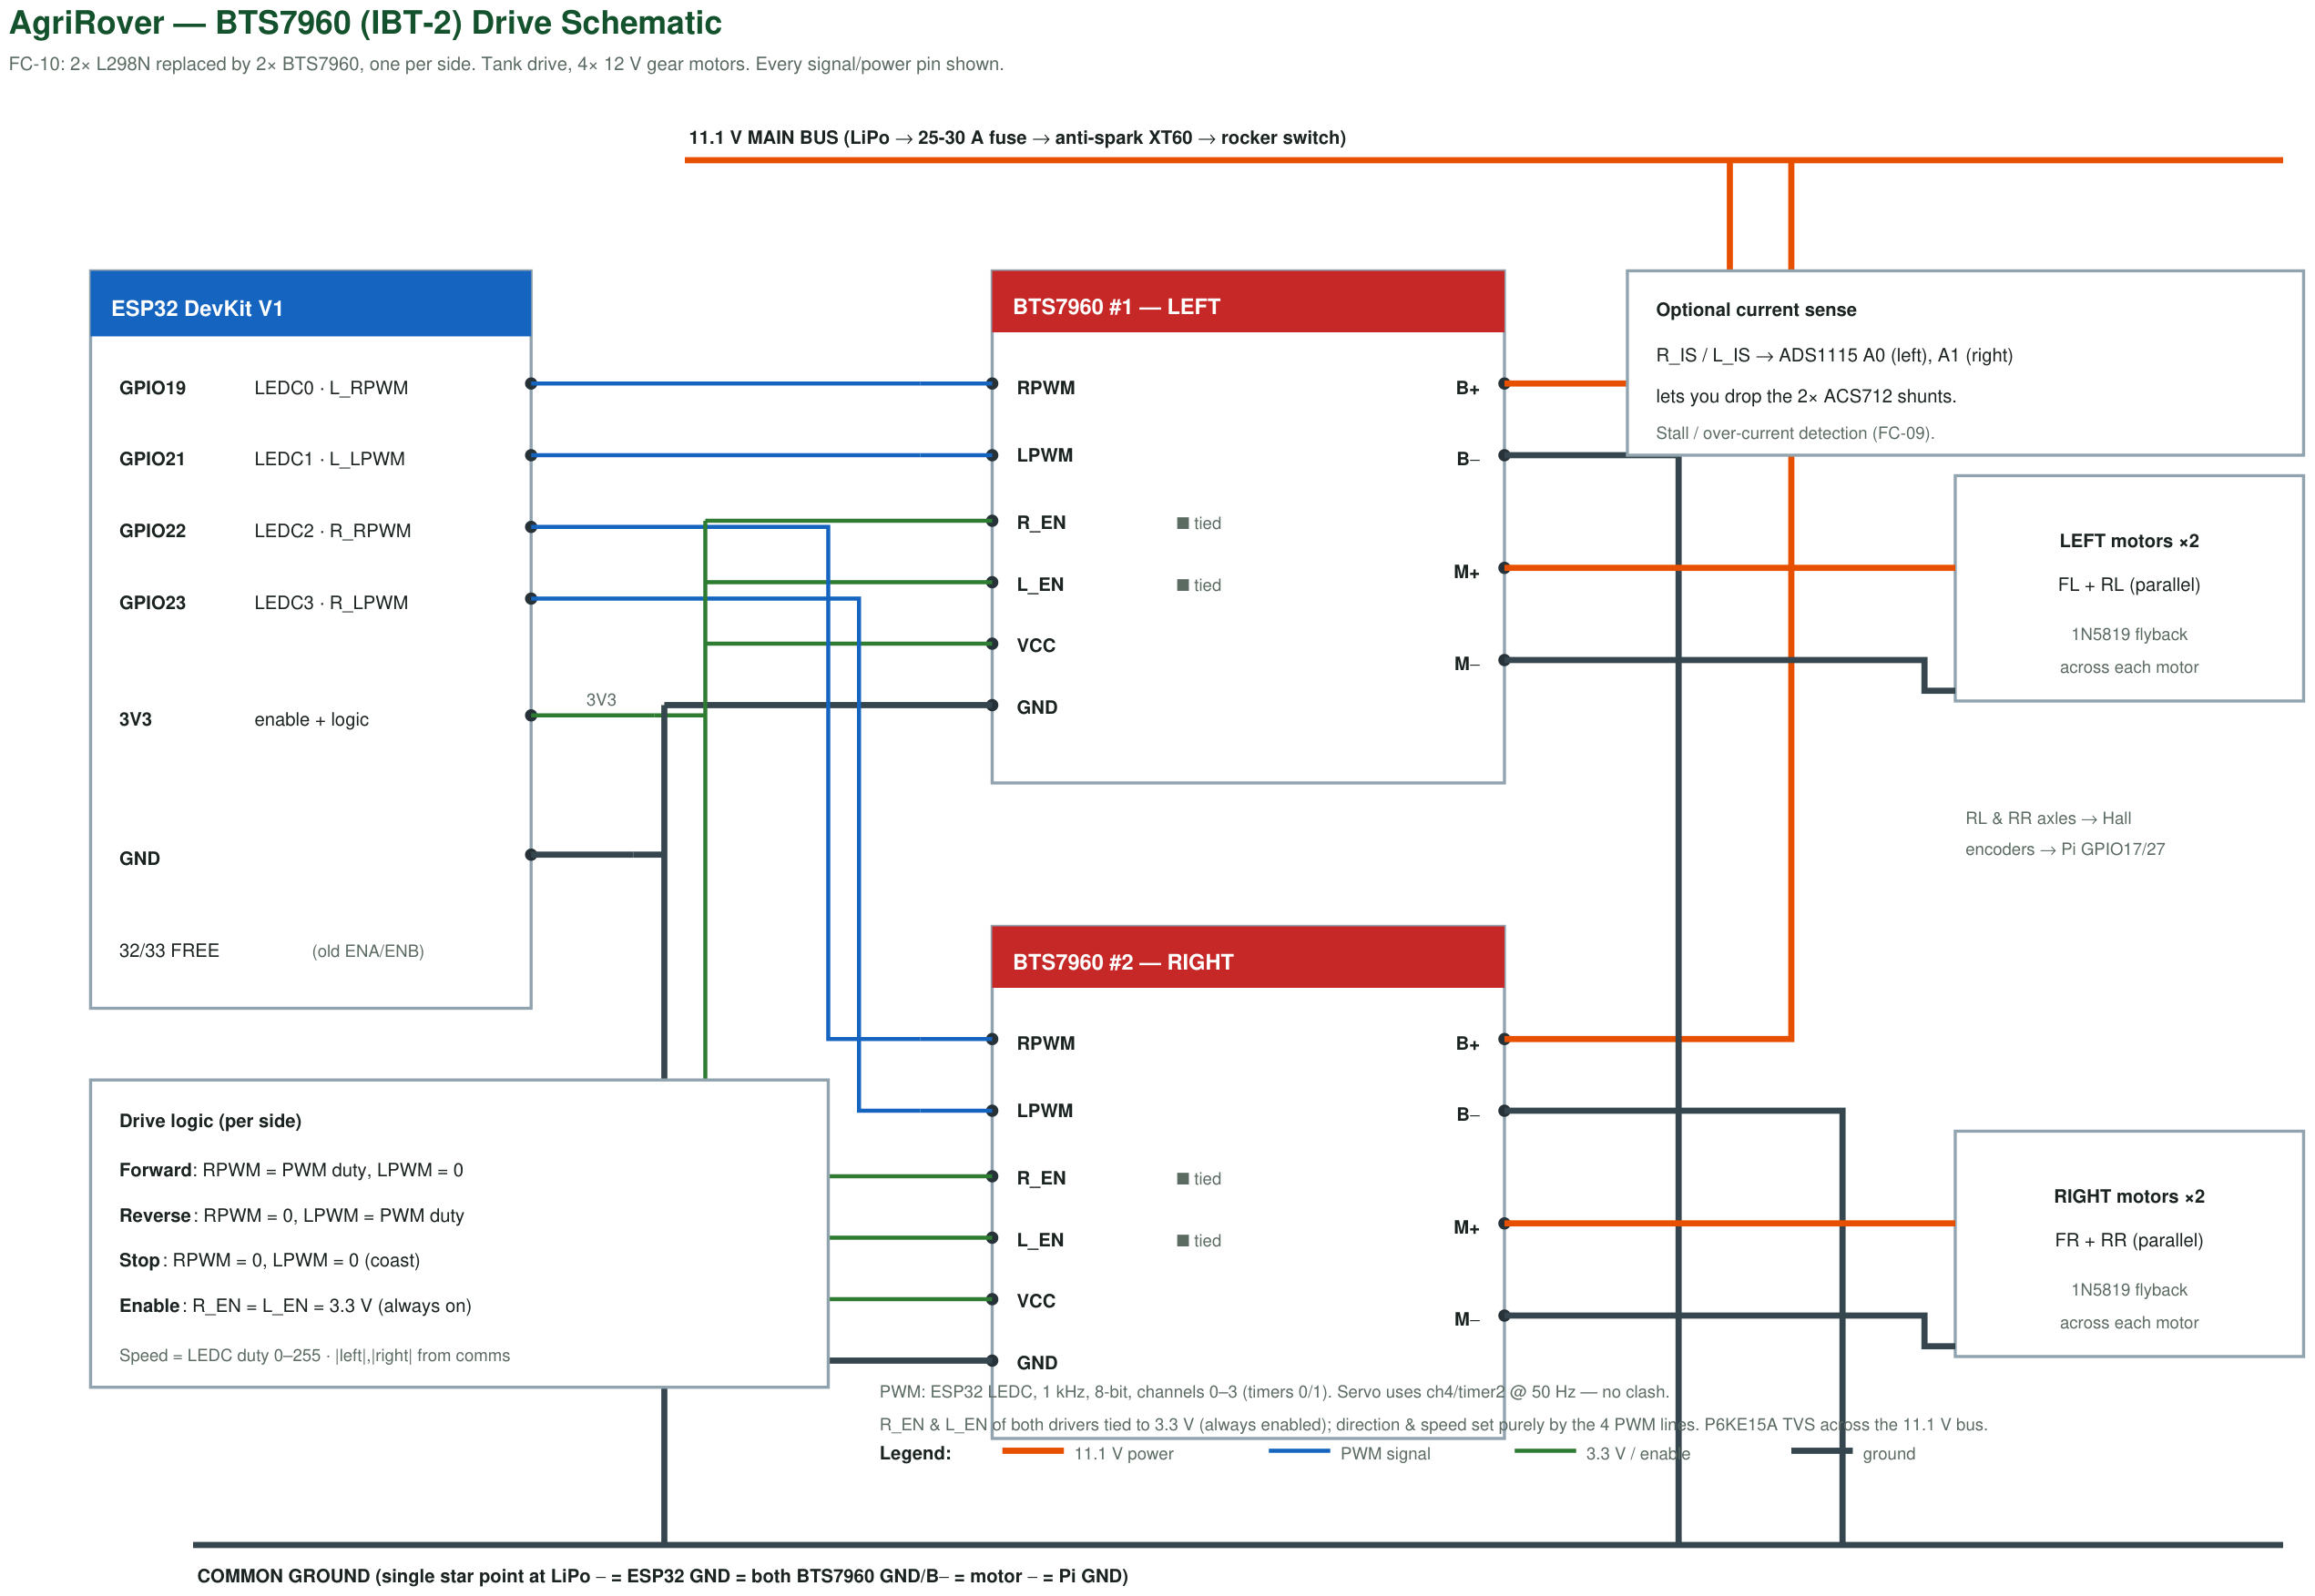 AgriRover — BTS7960 (IBT-2) Drive Schematic
FC-10: 2× L298N replaced by 2× BTS7960, one per side. Tank drive, 4× 12 V gear motors. Every signal/power pin shown.
11.1 V MAIN BUS (LiPo → 25-30 A fuse → anti-spark XT60 → rocker switch)
ESP32 DevKit V1
GPIO19 LEDC0 · L_RPWM
GPIO21 LEDC1 · L_LPWM
GPIO22 LEDC2 · R_RPWM
GPIO23 LEDC3 · R_LPWM
3V3 enable + logic
3V3
GND
32/33 FREE (old ENA/ENB)
BTS7960 #1 — LEFT
RPWM
LPWM
R_EN ■ tied
L_EN ■ tied
VCC
GND
B+
B–
M+
M–
Optional current sense
R_IS / L_IS → ADS1115 A0 (left), A1 (right)
lets you drop the 2× ACS712 shunts.
Stall / over-current detection (FC-09).
LEFT motors ×2
FL + RL (parallel)
1N5819 flyback
across each motor
RL & RR axles → Hall
encoders → Pi GPIO17/27
BTS7960 #2 — RIGHT
RPWM
LPWM
R_EN ■ tied
L_EN ■ tied
VCC
GND
B+
B–
M+
M–
RIGHT motors ×2
FR + RR (parallel)
1N5819 flyback
across each motor
Drive logic (per side)
Forward: RPWM = PWM duty, LPWM = 0
Reverse: RPWM = 0, LPWM = PWM duty
Stop: RPWM = 0, LPWM = 0 (coast)
Enable: R_EN = L_EN = 3.3 V (always on)
Speed = LEDC duty 0–255 · |left|,|right| from comms
PWM: ESP32 LEDC, 1 kHz, 8-bit, channels 0–3 (timers 0/1). Servo uses ch4/timer2 @ 50 Hz — no clash.
R_EN & L_EN of both drivers tied to 3.3 V (always enabled); direction & speed set purely by the 4 PWM lines. P6KE15A TVS across the 11.1 V bus.
Legend: 11.1 V power PWM signal 3.3 V / enable ground
COMMON GROUND (single star point at LiPo – = ESP32 GND = both BTS7960 GND/B– = motor – = Pi GND)